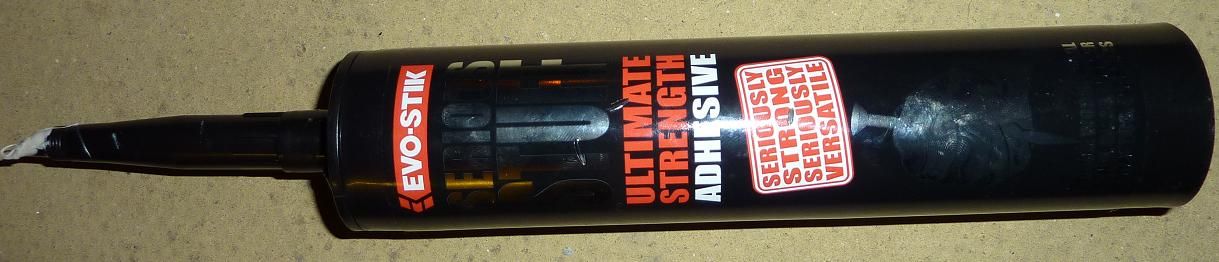 EVO-STIK
ULTIMATE
STRENGTH
ADHESIVE
SERIOUSLY
STRONG
SERIOUSLY
VERSATILE